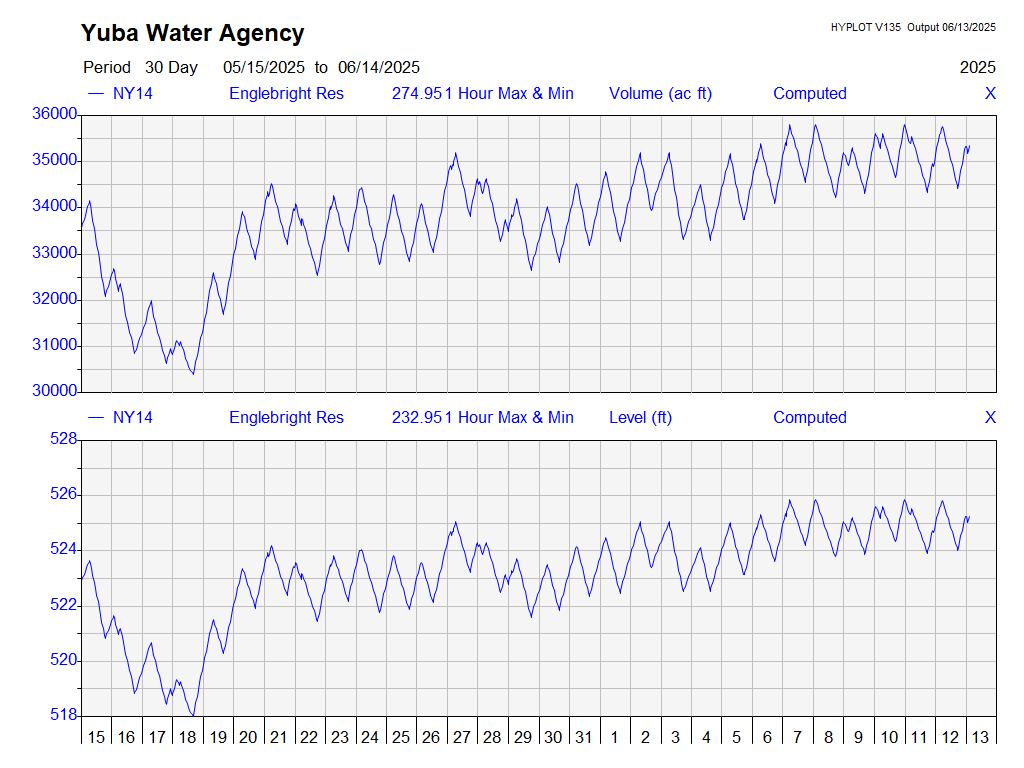 Yuba Water Agency
HYPLOT V135 Output 06/13/2025
Period 30 Day 05/15/2025 to 06/14/2025 2025
NY14 Englebright Res 274.951 Hour Max & Min Volume (ac ft) Computed X
36000
35000
34000
33000
32000
31000
30000
NY14 Englebright Res 232.951 Hour Max & Min Level (ft) Computed X
528
526
524
522
520
518
15 16 17 18 19 20 21 22 23 24 25 26 27 28 29 30 31 1 2 3 4 5 6 7 8 9 10 11 12 13